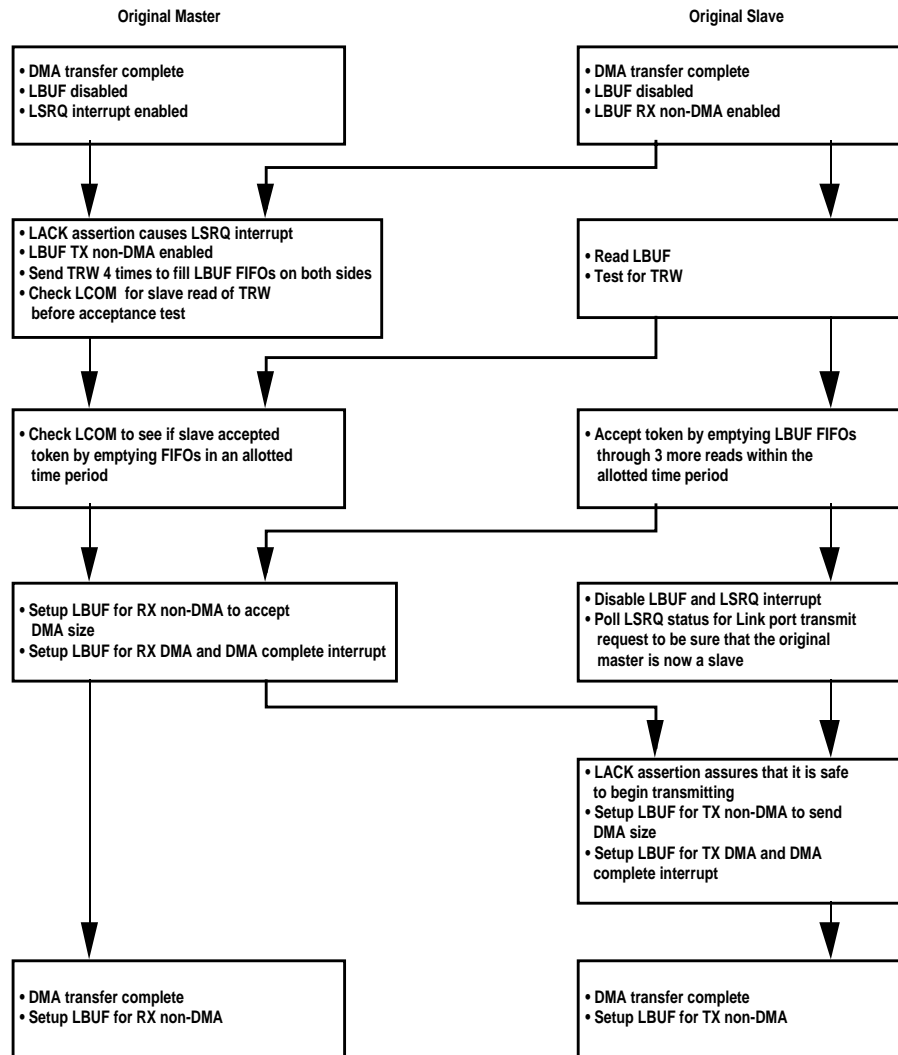 Original Master
Original Slave
• DMA transfer complete
• LBUF disabled
• LSRQ interrupt enabled
• DMA transfer complete
• LBUF disabled
• LBUF RX non-DMA enabled
• LACK assertion causes LSRQ interrupt
• LBUF TX non-DMA enabled
• Send TRW 4 times to fill LBUF FIFOs on both sides
• Check LCOM for slave read of TRW
before acceptance test
• Read LBUF
• Test for TRW
• Check LCOM to see if slave accepted
token by emptying FIFOs in an allotted
time period
• Accept token by emptying LBUF FIFOs
through 3 more reads within the
allotted time period
• Setup LBUF for RX non-DMA to accept
DMA size
• Setup LBUF for RX DMA and DMA complete interrupt
• Disable LBUF and LSRQ interrupt
• Poll LSRQ status for Link port transmit
request to be sure that the original
master is now a slave
• LACK assertion assures that it is safe
to begin transmitting
• Setup LBUF for TX non-DMA to send
DMA size
• Setup LBUF for TX DMA and DMA
complete interrupt
• DMA transfer complete
• Setup LBUF for RX non-DMA
• DMA transfer complete
• Setup LBUF for TX non-DMA